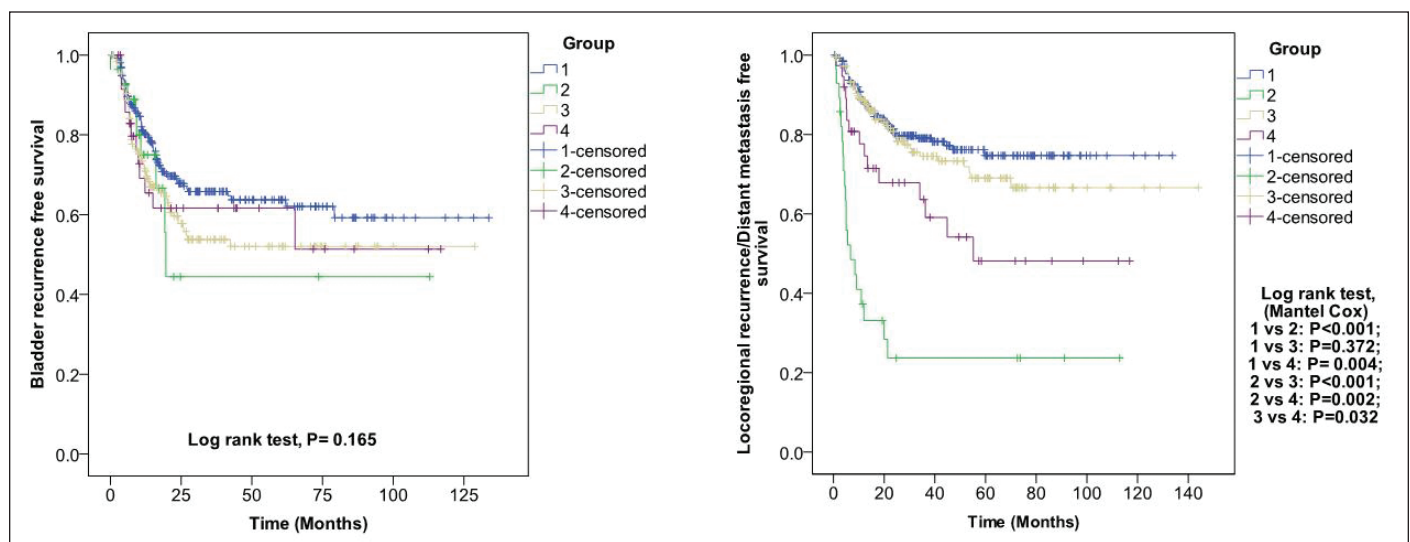 Bladder recurrence free survival
1.0
0.8
0.6
0.4
0.2
0.0
Log rank test, P= 0.165
0 25 50 75 100 125
Time (Months)
Group
1
2
3
4
1-censored
2-censored
3-censored
4-censored
Locoregional recurrence/Distant metastasis free
survival
1.0
0.8
0.6
0.4
0.2
0.0
0 20 40 60 80 100 120 140
Time (Months)
Group
1
2
3
4
1-censored
2-censored
3-censored
4-censored
Log rank test,
(Mantel Cox)
1 vs 2: P<0.001;
1 vs 3: P=0.372;
1 vs 4: P= 0.004;
2 vs 3: P<0.001;
2 vs 4: P=0.002;
3 vs 4: P=0.032